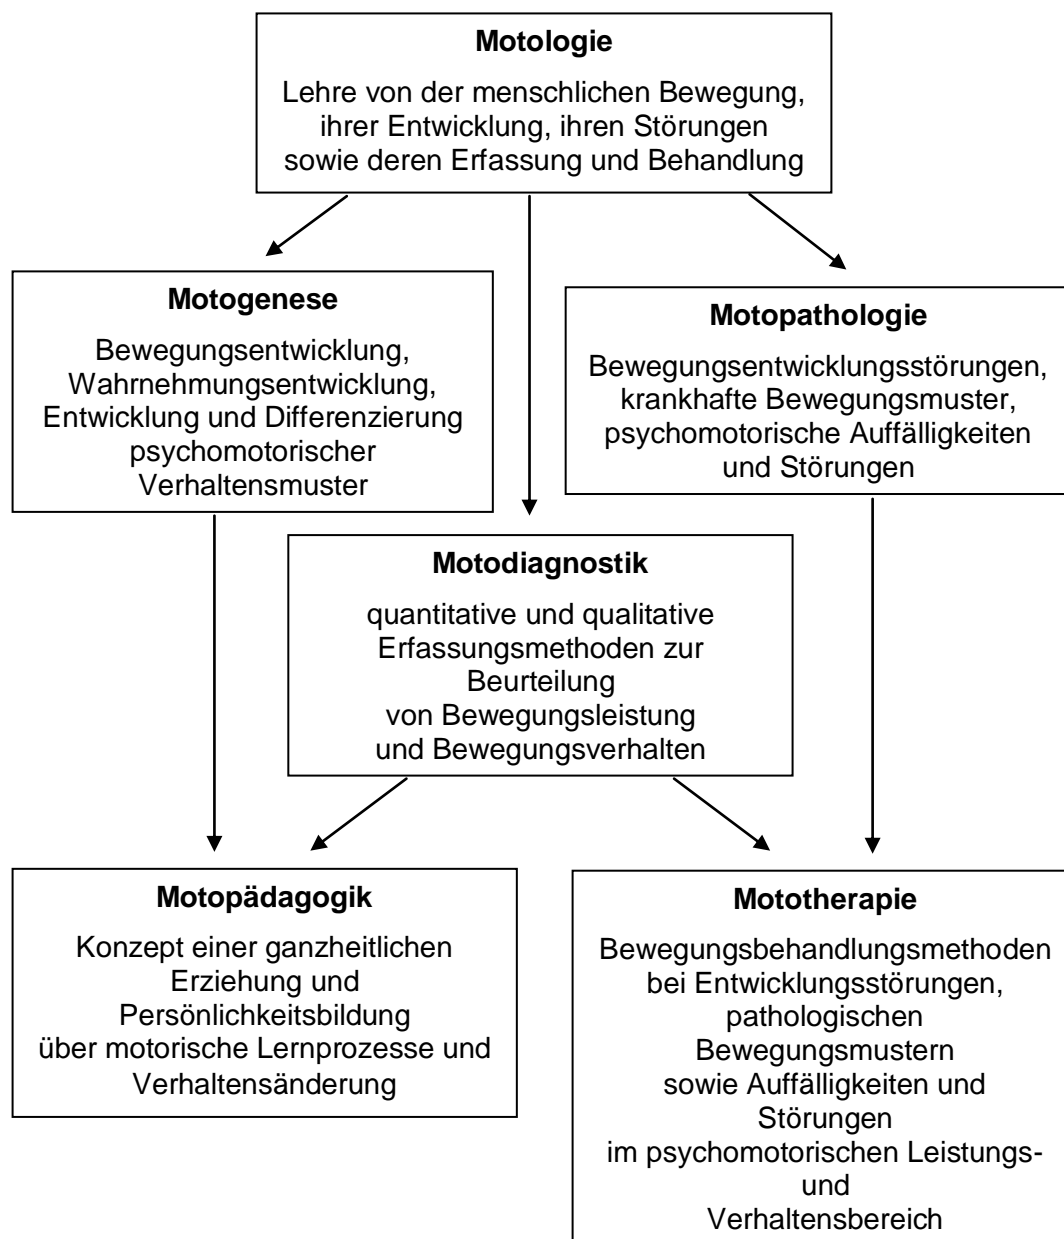 Motologie
Lehre von der menschlichen Bewegung,
ihrer Entwicklung, ihren Störungen
sowie deren Erfassung und Behandlung
Motogenese
Bewegungsentwicklung,
Wahrnehmungsentwicklung,
Entwicklung und Differenzierung
psychomotorischer
Verhaltensmuster
Motopathologie
Bewegungsentwicklungsstörungen,
krankhafte Bewegungsmuster,
psychomotorische Auffälligkeiten
und Störungen
Motodiagnostik
quantitative und qualitative
Erfassungsmethoden zur
Beurteilung
von Bewegungsleistung
und Bewegungsverhalten
Motopädagogik
Konzept einer ganzheitlichen
Erziehung und
Persönlichkeitsbildung
über motorische Lernprozesse und
Verhaltensänderung
Mototherapie
Bewegungsbehandlungsmethoden
bei Entwicklungsstörungen,
pathologischen
Bewegungsmustern
sowie Auffälligkeiten und
Störungen
im psychomotorischen Leistungs-
und
Verhaltensbereich